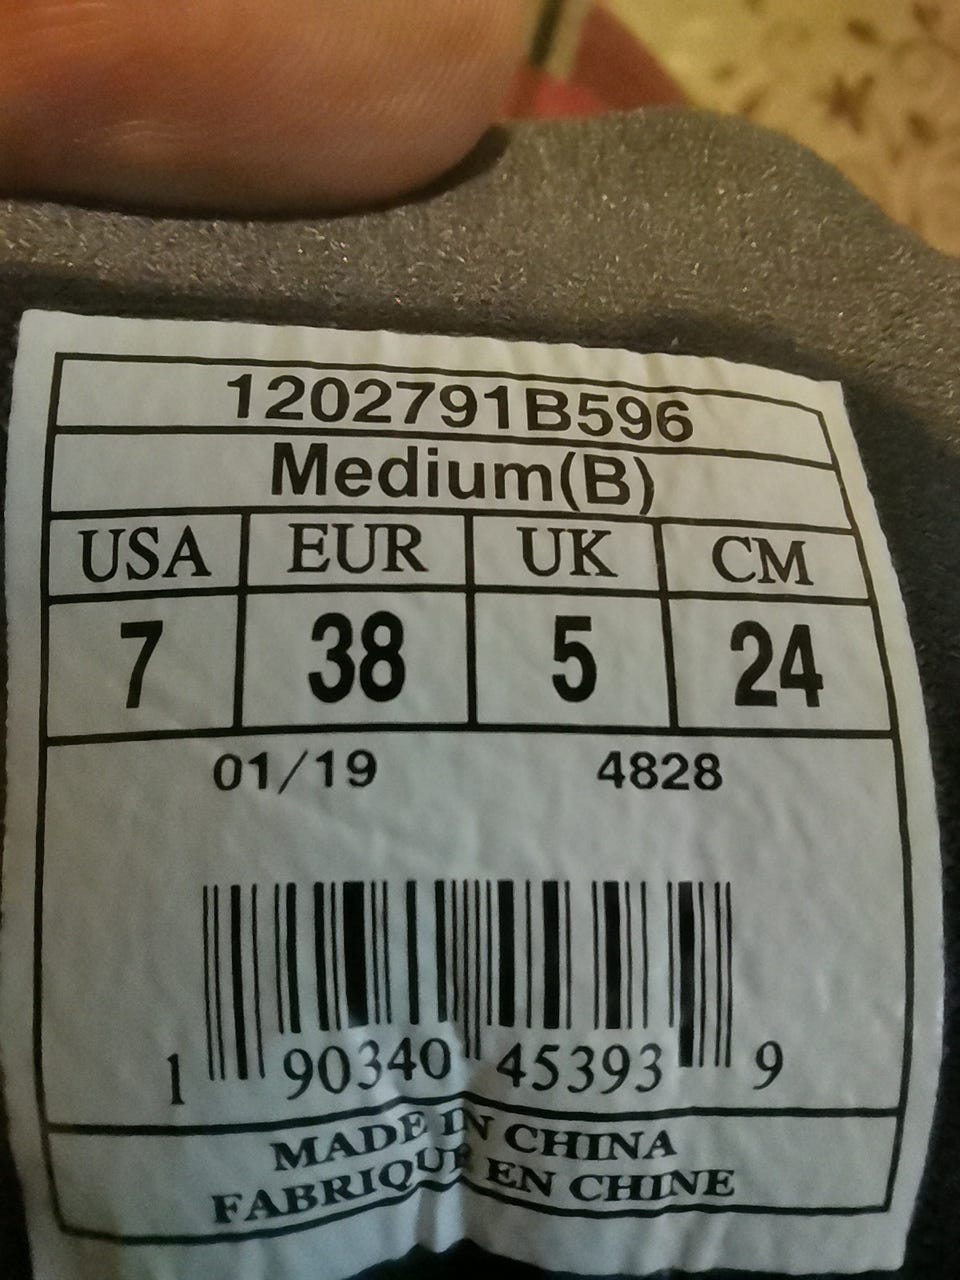 1202791B596
Medium(B)
USA EUR UK CM
7 38 5 24
01/19 4828
1 90340 45393 9
MADE IN CHINA
FABRIQUE EN CHINE